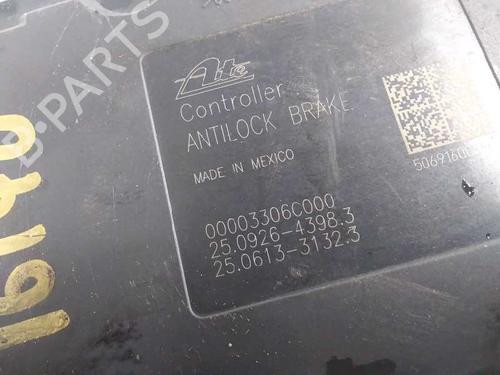 B-PARTS
Ate
Controller
ANTILOCK BRAKE
MADE IN MEXICO
00003306C000
25.0926-4398.3
25.0613-3132.3